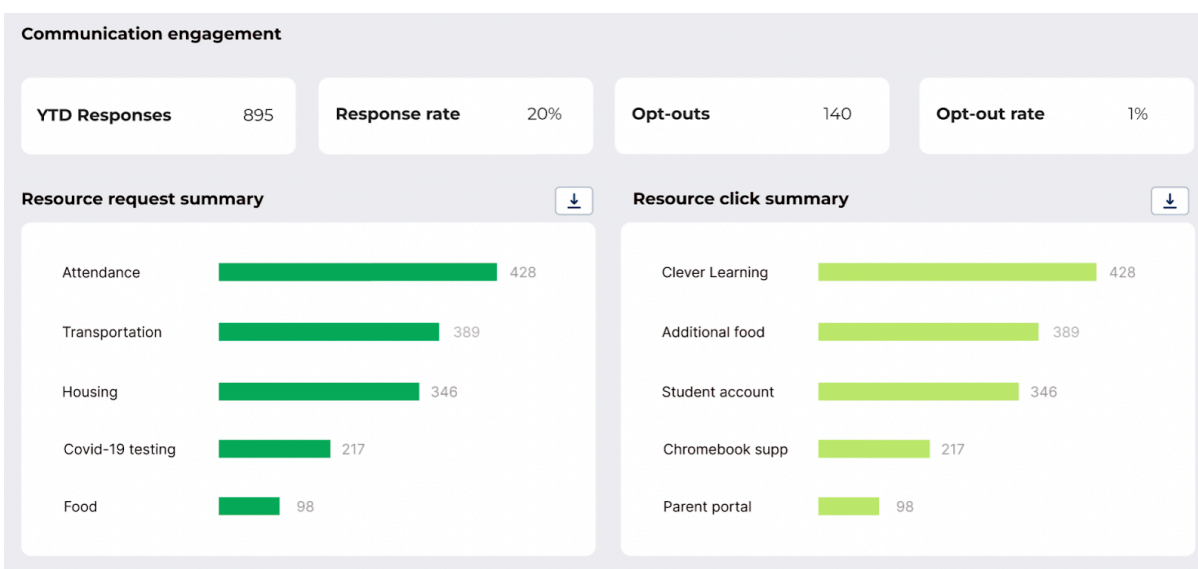 Communication engagement
YTD Responses 895
Response rate 20%
Opt-outs 140
Opt-out rate 1%
Resource request summary
Attendance 428
Transportation 389
Housing 346
Covid-19 testing 217
Food 98
Resource click summary
Clever Learning 428
Additional food 389
Student account 346
Chromebook supp 217
Parent portal 98